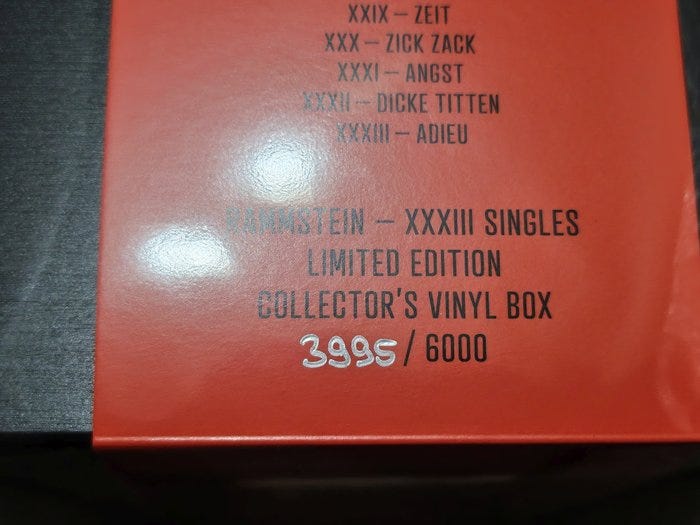 XXIX – ZEIT
XXX – ZICK ZACK
XXXI – ANGST
XXXII – DICKE TITTEN
XXXIII – ADIEU
RAMMSTEIN – XXXIII SINGLES
LIMITED EDITION
COLLECTOR'S VINYL BOX
3995 / 6000